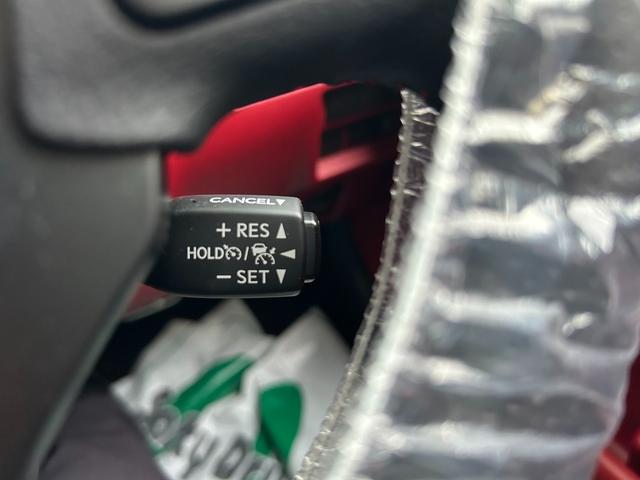 CANCEL▼
+ RES ▲
HOLD / ◄
− SET ▼